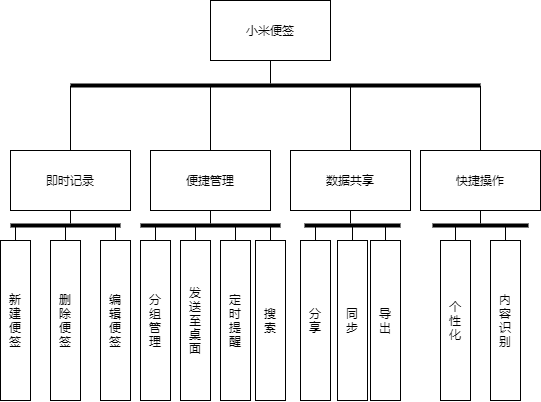 小米便签
即时记录
便捷管理
数据共享
快捷操作
新建便签
删除便签
编辑便签
分组管理
发送至桌面
定时提醒
搜索
分享
同步
导出
个性化
内容识别